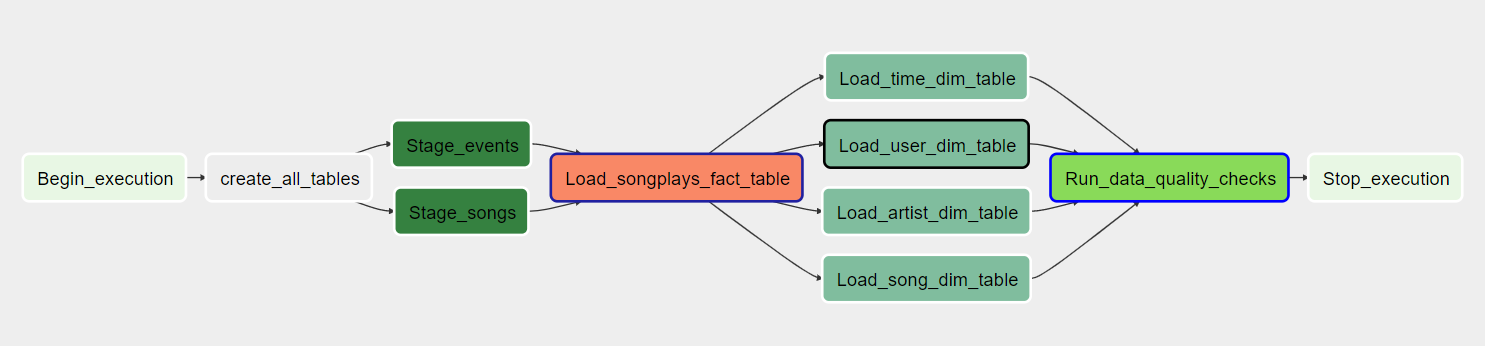 Begin_execution
create_all_tables
Stage_events
Stage_songs
Load_songplays_fact_table
Load_time_dim_table
Load_user_dim_table
Load_artist_dim_table
Load_song_dim_table
Run_data_quality_checks
Stop_execution